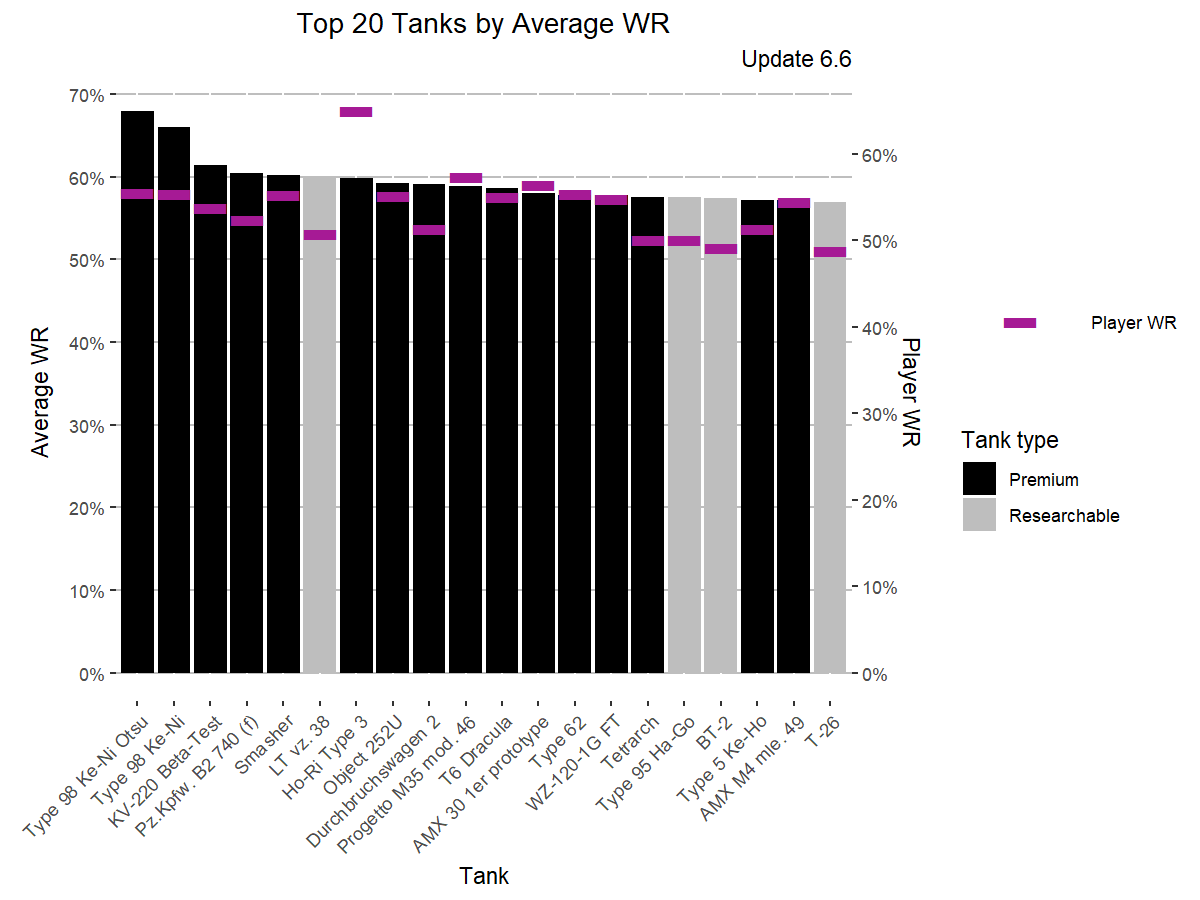 Top 20 Tanks by Average WR
Update 6.6
70%
60%
50%
40%
30%
20%
10%
0%
Average WR
60%
50%
40%
30%
20%
10%
0%
Player WR
Type 98 Ke-Ni Otsu
Type 98 Ke-Ni
KV-220 Beta-Test
Pz.Kpfw. B2 740 (f)
Smasher
LT vz. 38
Ho-Ri Type 3
Object 252U
Durchbruchswagen 2
Progetto M35 mod. 46
T6 Dracula
AMX 30 1er prototype
Type 62
WZ-120-1G FT
Tetrarch
Type 95 Ha-Go
BT-2
Type 5 Ke-Ho
AMX M4 mle. 49
T-26
Tank
Player WR
Tank type
Premium
Researchable